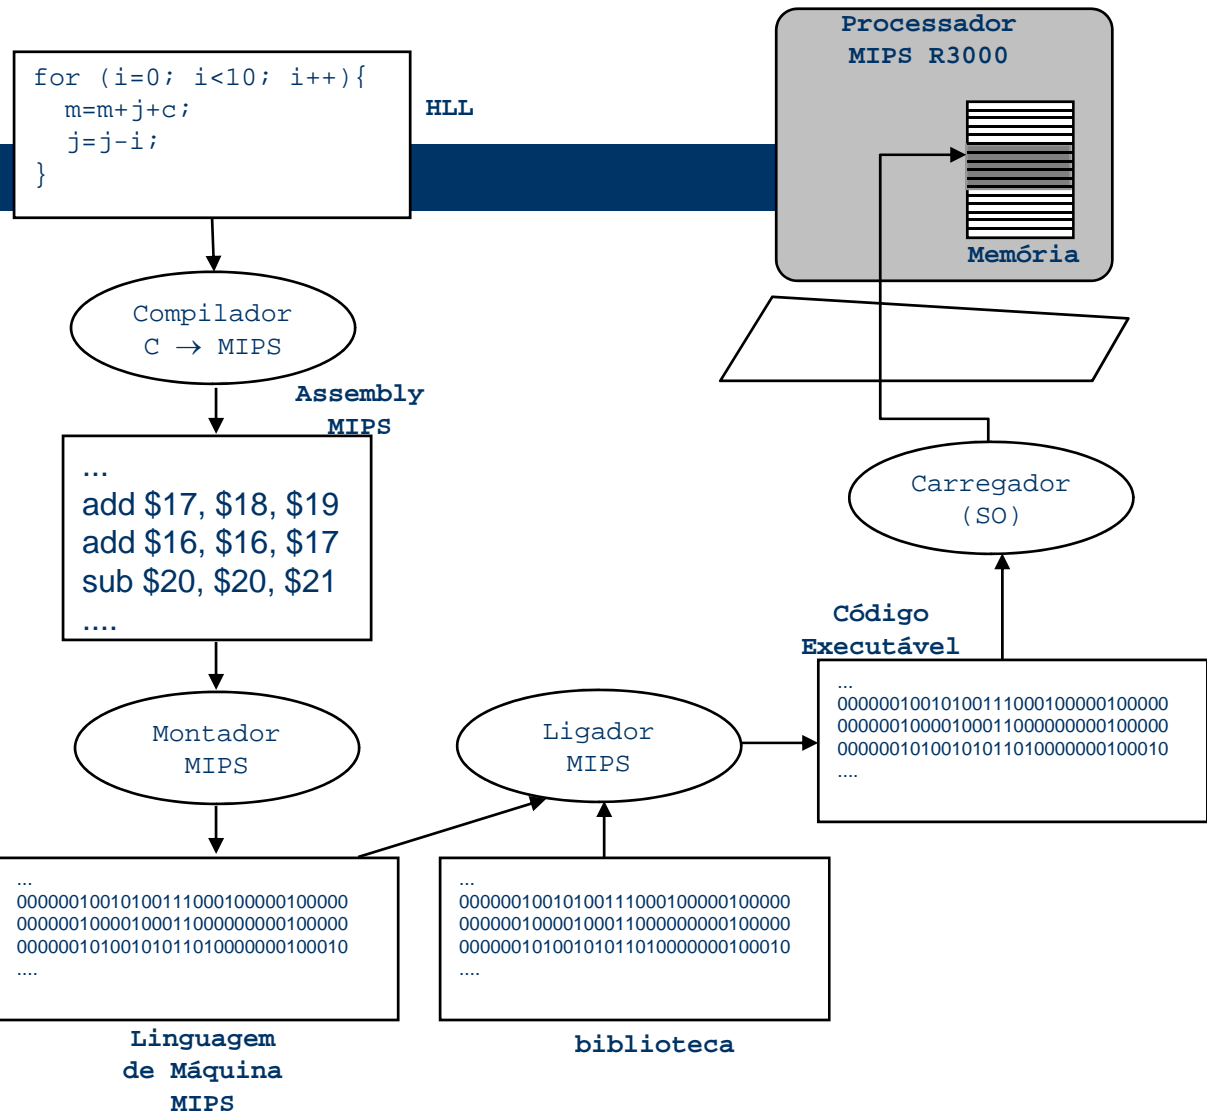 for (i=0; i<10; i++){
m=m+j+c;
j=j-i;
}
HLL
Compilador
C → MIPS
Assembly
MIPS
...
add $17, $18, $19
add $16, $16, $17
sub $20, $20, $21
....
Montador
MIPS
...
00000010010100111000100000100000
00000010000100011000000000100000
00000010100101011010000000100010
....
Linguagem
de Máquina
MIPS
...
00000010010100111000100000100000
00000010000100011000000000100000
00000010100101011010000000100010
....
biblioteca
Ligador
MIPS
Código
Executável
...
00000010010100111000100000100000
00000010000100011000000000100000
00000010100101011010000000100010
....
Carregador
(SO)
Processador
MIPS R3000
Memória